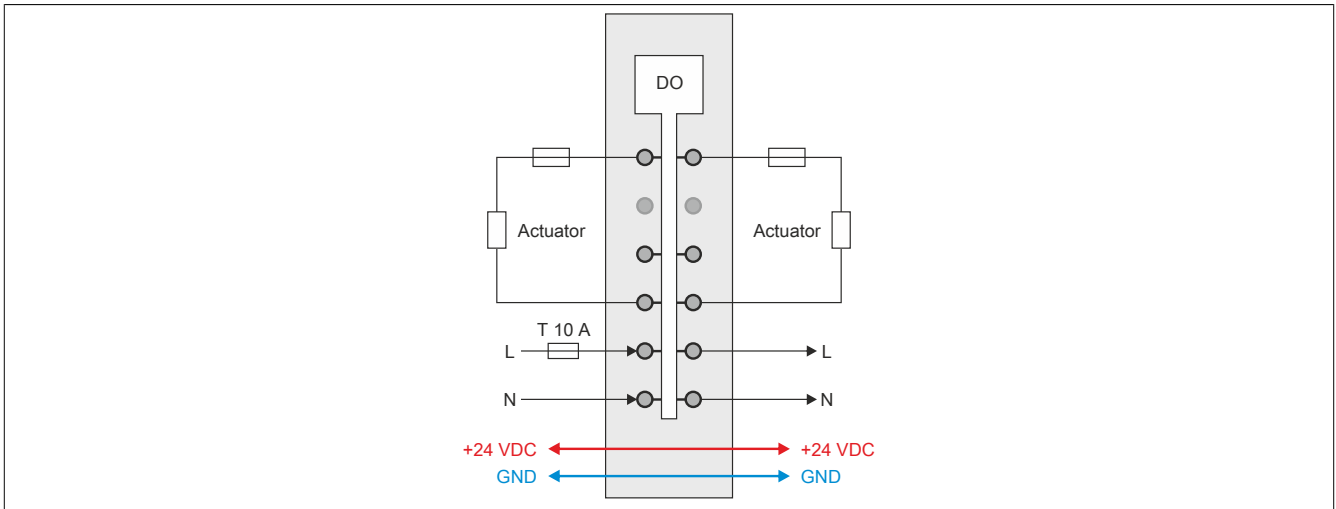 DO
Actuator
Actuator
T 10 A
L
L
N
N
+24 VDC
+24 VDC
GND
GND